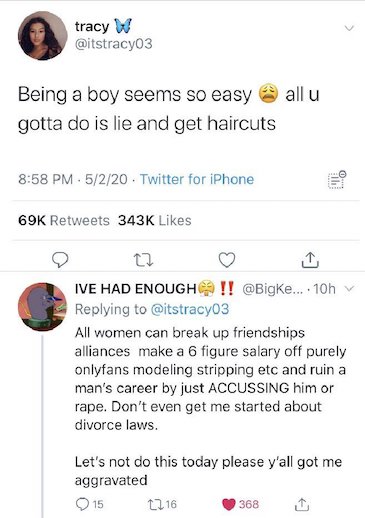 tracy 🦋
@itstracy03
Being a boy seems so easy 😩 all u
gotta do is lie and get haircuts
8:58 PM · 5/2/20 · Twitter for iPhone
69K Retweets 343K Likes
IVE HAD ENOUGH😤‼️ @BigKe... · 10h
Replying to @itstracy03
All women can break up friendships
alliances make a 6 figure salary off purely
onlyfans modeling stripping etc and ruin a
man's career by just ACCUSSING him or
rape. Don't even get me started about
divorce laws.
Let's not do this today please y'all got me
aggravated
15 16 368